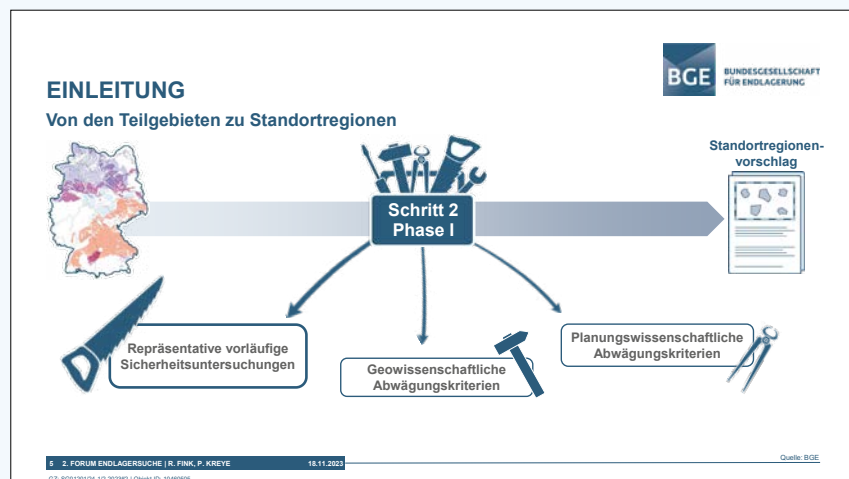 BGE
BUNDESGESELLSCHAFT
FÜR ENDLAGERUNG
EINLEITUNG
Von den Teilgebieten zu Standortregionen
Standortregionen-
vorschlag
Schritt 2
Phase I
Repräsentative vorläufige
Sicherheitsuntersuchungen
Geowissenschaftliche
Abwägungskriterien
Planungswissenschaftliche
Abwägungskriterien
5 2. FORUM ENDLAGERSUCHE | R. FINK, P. KREYE 18.11.2023
Quelle: BGE